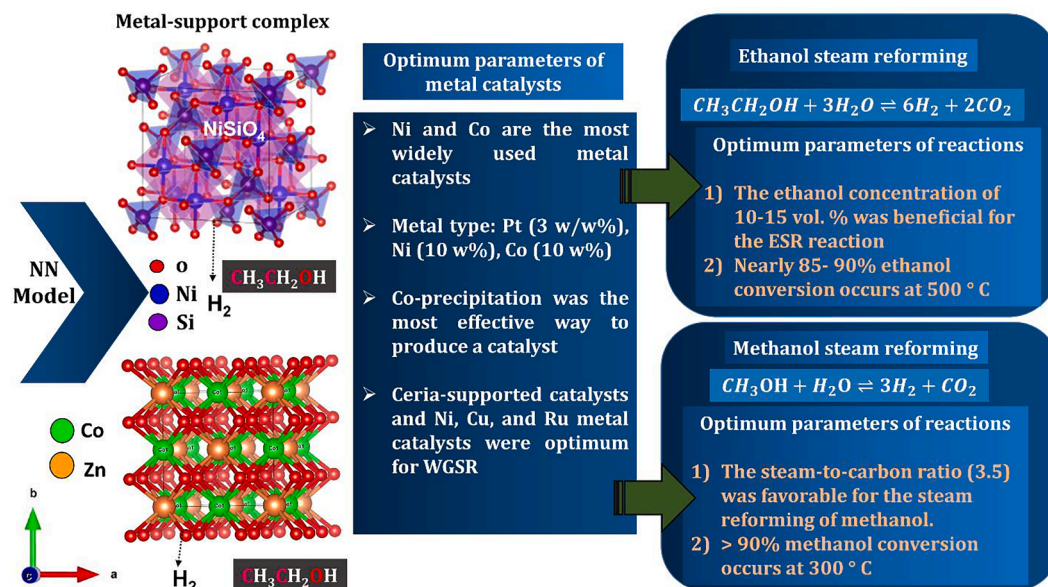 Metal-support complex
NiSiO₄
NN
Model
o
Ni
Si
H₂
CH₃CH₂OH
Co
Zn
b
a
c
H₂
CH₃CH₂OH
Optimum parameters of
metal catalysts
➢ Ni and Co are the most
widely used metal
catalysts
➢ Metal type: Pt (3 w/w%),
Ni (10 w%), Co (10 w%)
➢ Co-precipitation was the
most effective way to
produce a catalyst
➢ Ceria-supported catalysts
and Ni, Cu, and Ru metal
catalysts were optimum
for WGSR
Ethanol steam reforming
CH₃CH₂OH + 3H₂O ⇌ 6H₂ + 2CO₂
Optimum parameters of reactions
1) The ethanol concentration of
10-15 vol. % was beneficial for
the ESR reaction
2) Nearly 85- 90% ethanol
conversion occurs at 500 ° C
Methanol steam reforming
CH₃OH + H₂O ⇌ 3H₂ + CO₂
Optimum parameters of reactions
1) The steam-to-carbon ratio (3.5)
was favorable for the steam
reforming of methanol.
2) > 90% methanol conversion
occurs at 300 ° C